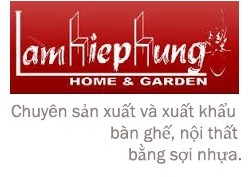 LamHiepHung
HOME & GARDEN
Chuyên sản xuất và xuất khẩu
bàn ghế, nội thất
bằng sợi nhựa.